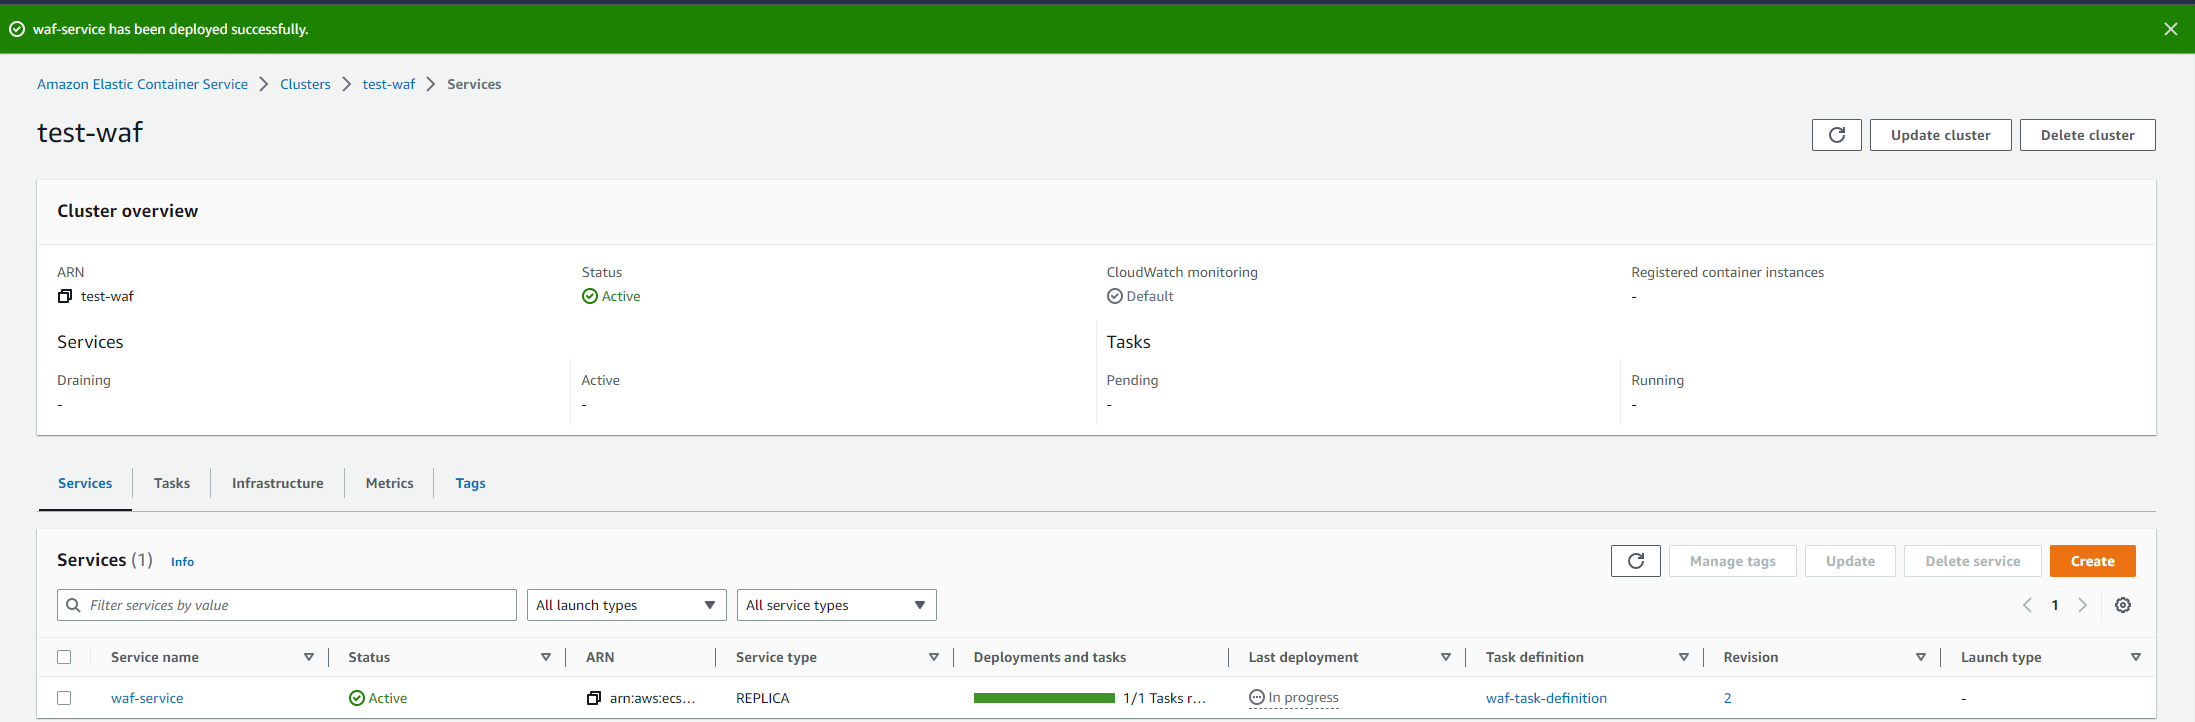 waf-service has been deployed successfully.
Amazon Elastic Container Service Clusters test-waf Services
test-waf
Update cluster Delete cluster
Cluster overview
ARN Status CloudWatch monitoring Registered container instances
test-waf Active Default -
Services Tasks
Draining Active Pending Running
- - - -
Services Tasks Infrastructure Metrics Tags
Services (1) Info Manage tags Update Delete service Create
Filter services by value All launch types All service types 1
Service name Status ARN Service type Deployments and tasks Last deployment Task definition Revision Launch type
waf-service Active arn:aws:ecs... REPLICA 1/1 Tasks r... In progress waf-task-definition 2 -